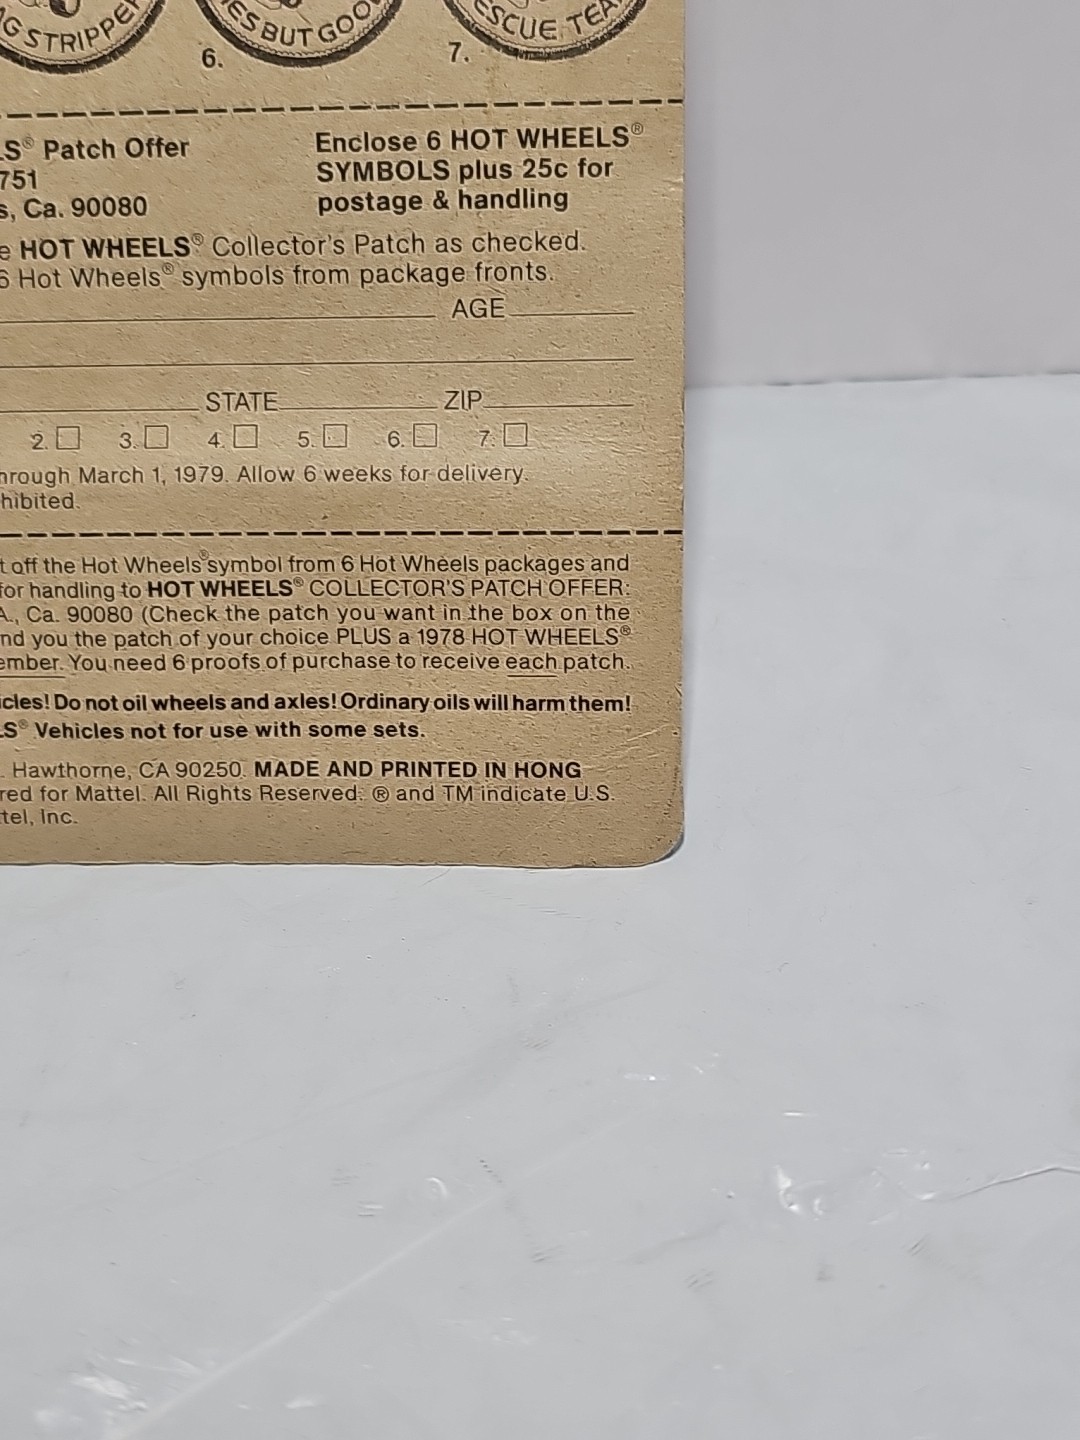 STRIPPER
BUT GOO
ESCUE TEA
6.
7.
LS® Patch Offer
751
s, Ca. 90080
Enclose 6 HOT WHEELS®
SYMBOLS plus 25c for
postage & handling
e HOT WHEELS® Collector's Patch as checked.
6 Hot Wheels® symbols from package fronts.
AGE
STATE ZIP
2. 3. 4. 5. 6. 7.
hrough March 1, 1979. Allow 6 weeks for delivery.
hibited.
t off the Hot Wheels® symbol from 6 Hot Wheels packages and
for handling to HOT WHEELS® COLLECTOR'S PATCH OFFER:
A., Ca. 90080 (Check the patch you want in the box on the
nd you the patch of your choice PLUS a 1978 HOT WHEELS®
ember. You need 6 proofs of purchase to receive each patch.
icles! Do not oil wheels and axles! Ordinary oils will harm them!
LS® Vehicles not for use with some sets.
. Hawthorne, CA 90250. MADE AND PRINTED IN HONG
red for Mattel. All Rights Reserved. ® and TM indicate U.S.
tel, Inc.